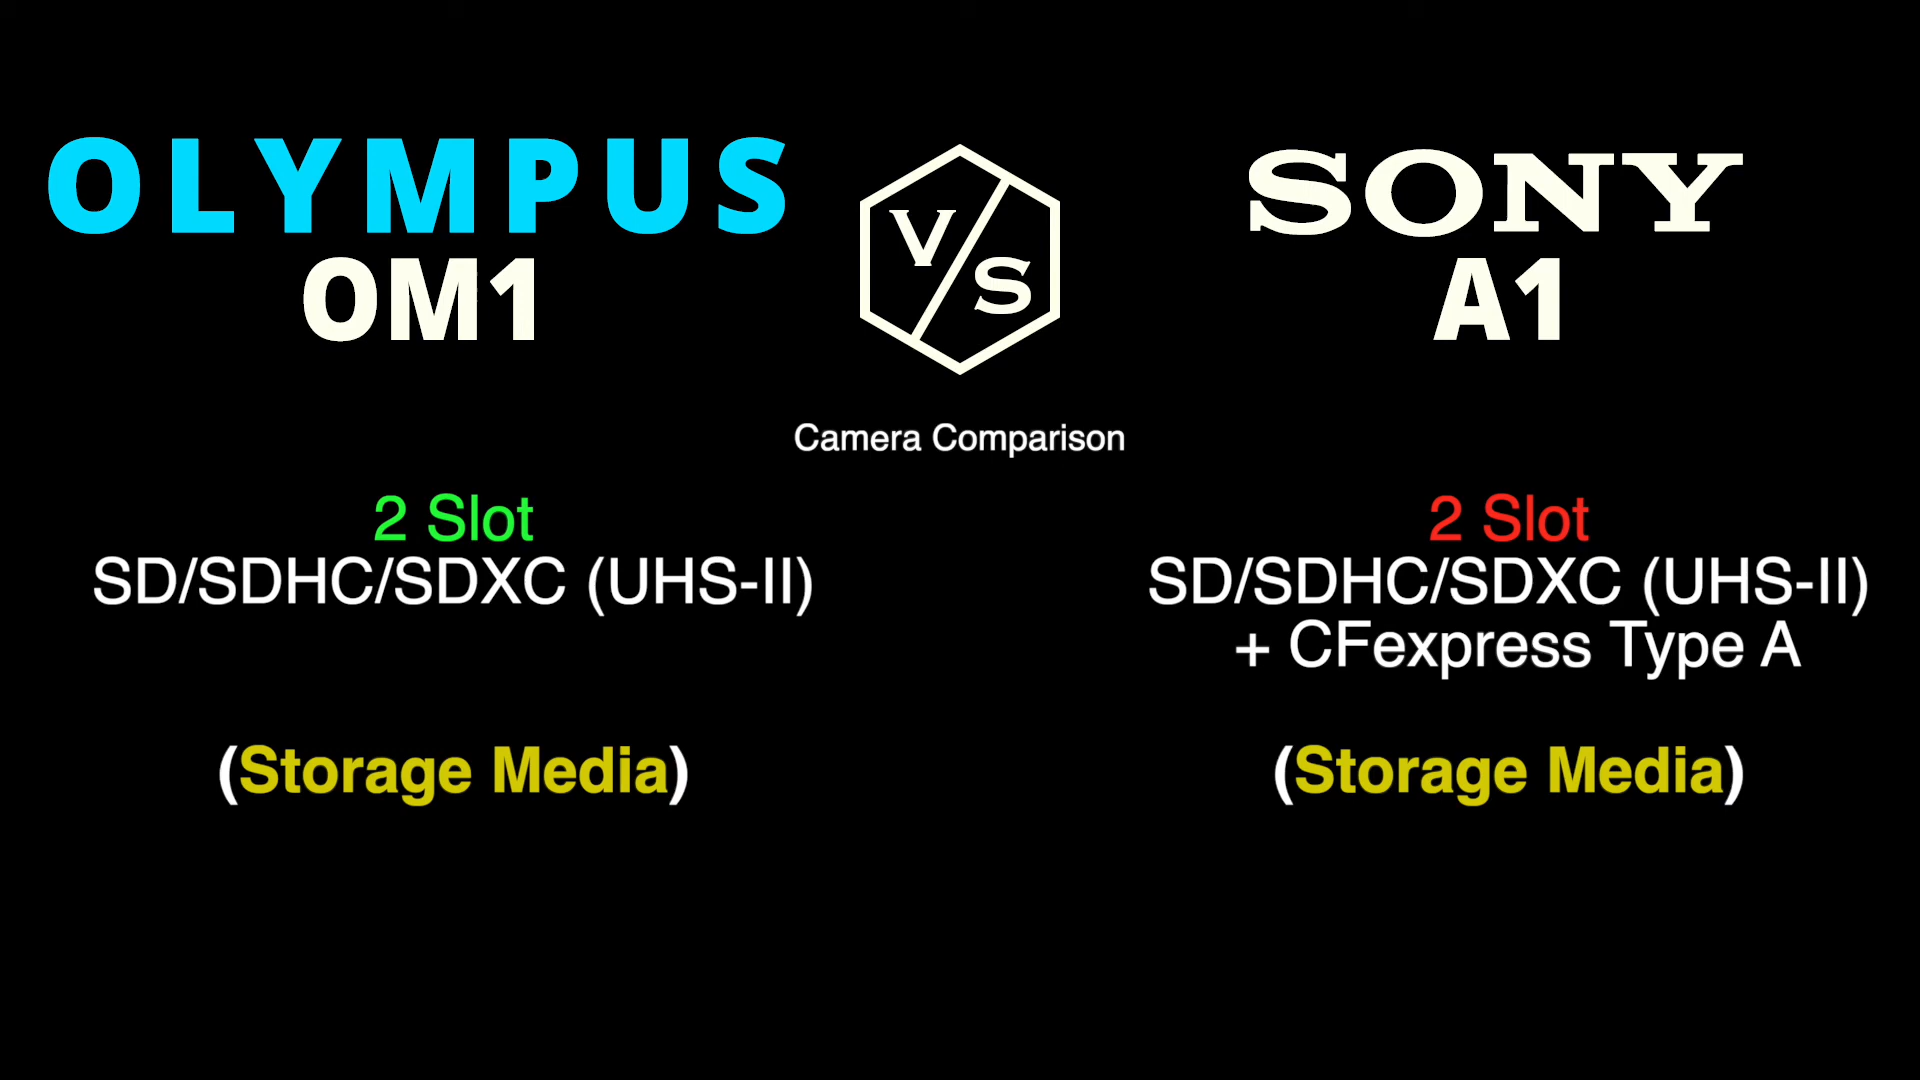 OLYMPUS
OM1
VS
SONY
A1
Camera Comparison
2 Slot
SD/SDHC/SDXC (UHS-II)
(Storage Media)
2 Slot
SD/SDHC/SDXC (UHS-II)
+ CFexpress Type A
(Storage Media)